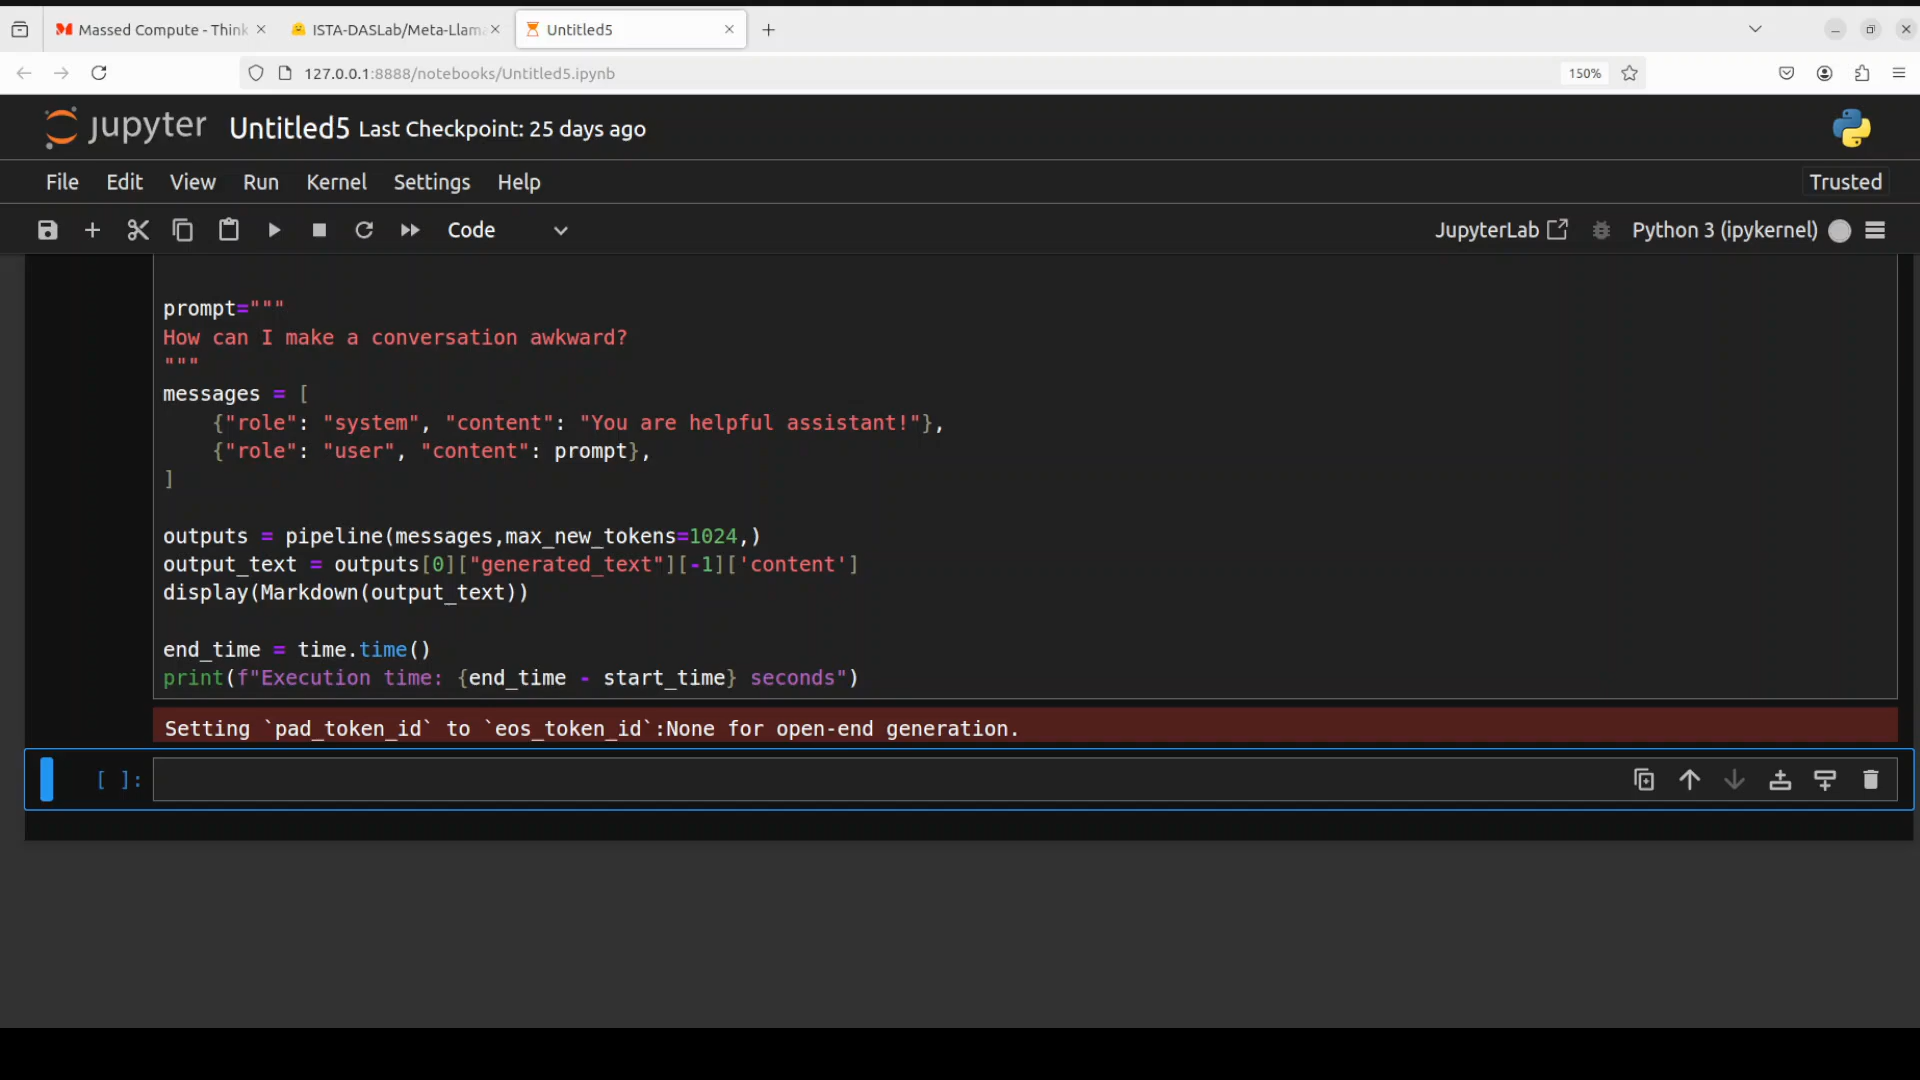 Massed Compute - Think
ISTA-DASLab/Meta-Llam
Untitled5
127.0.0.1:8888/notebooks/Untitled5.ipynb
150%
jupyter Untitled5 Last Checkpoint: 25 days ago
File Edit View Run Kernel Settings Help
Trusted
Code
JupyterLab
Python 3 (ipykernel)
prompt="""
How can I make a conversation awkward?
"""
messages = [
    {"role": "system", "content": "You are helpful assistant!"},
    {"role": "user", "content": prompt},
]
outputs = pipeline(messages,max_new_tokens=1024,)
output_text = outputs[0]["generated_text"][-1]['content']
display(Markdown(output_text))
end_time = time.time()
print(f"Execution time: {end_time - start_time} seconds")
Setting `pad_token_id` to `eos_token_id`:None for open-end generation.
[ ]: